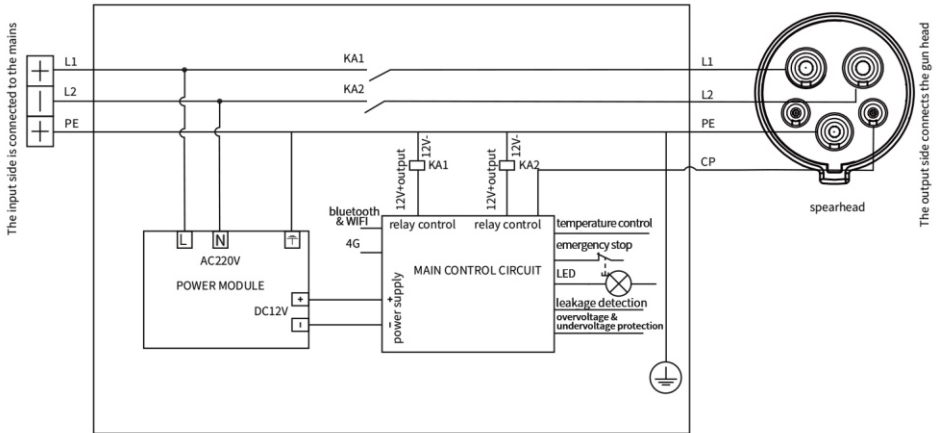 The input side is connected to the mains
L1
L2
PE
KA1
KA2
L1
L2
PE
CP
12V-
12V+output
KA1
12V-
12V+output
KA2
spearhead
The output side connects the gun head
L
N
AC220V
POWER MODULE
DC12V
+
-
bluetooth
& WIFI
4G
relay control
relay control
MAIN CONTROL CIRCUIT
power supply
+
-
temperature control
emergency stop
LED
leakage detection
overvoltage &
undervoltage protection